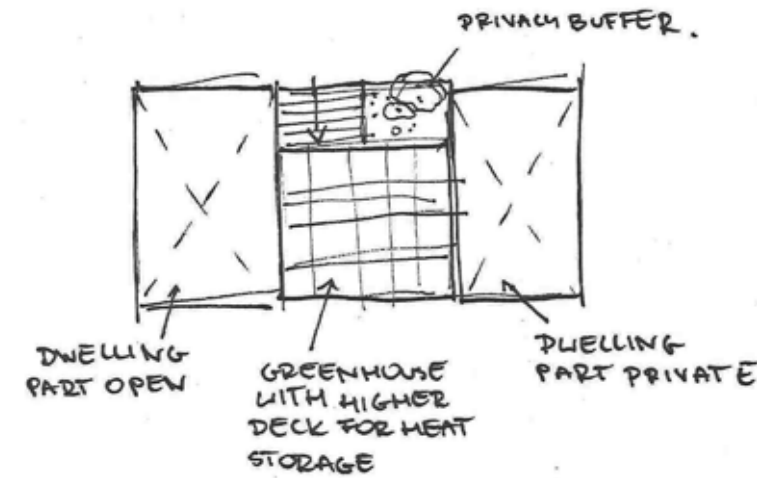 PRIVACY BUFFER.
DWELLING
PART OPEN
GREENHOUSE
WITH HIGHER
DECK FOR HEAT
STORAGE
DWELLING
PART PRIVATE